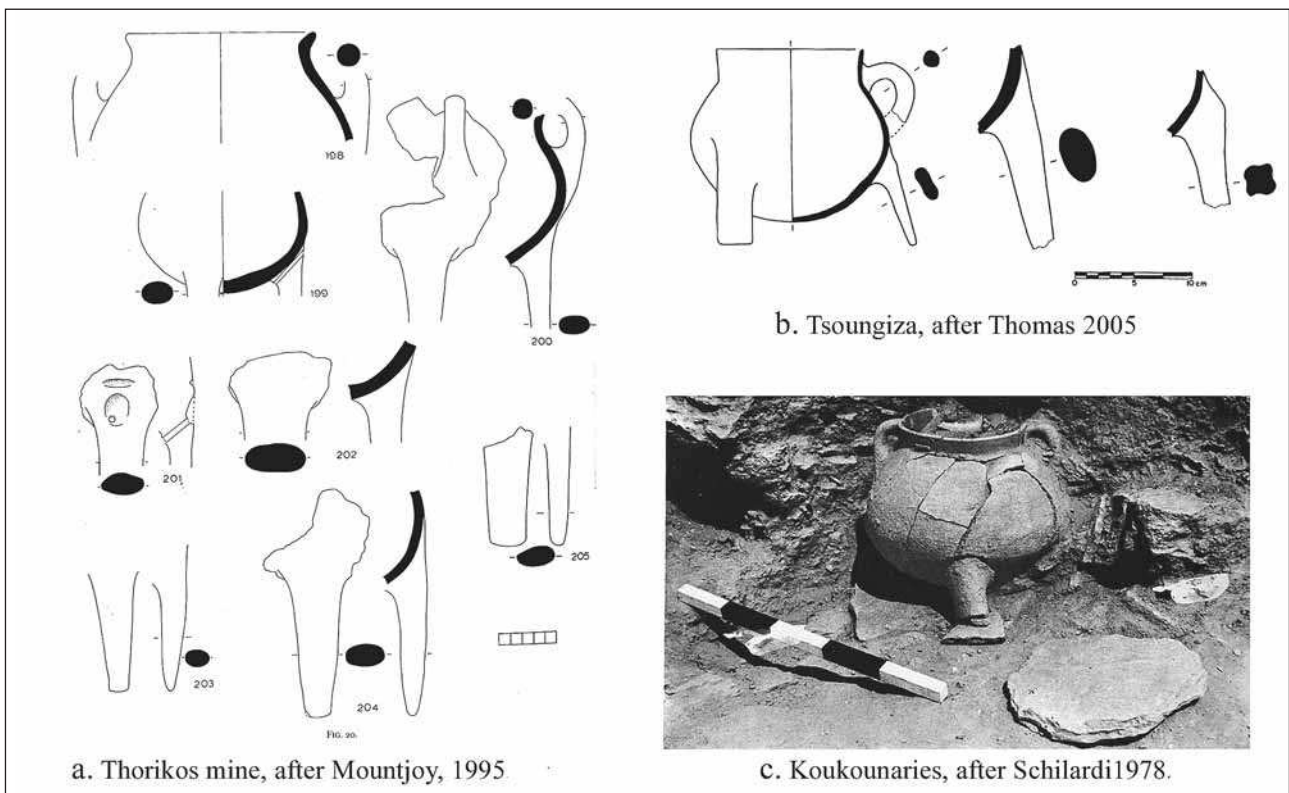 198
199
200
201
202
203
204
205
FIG. 20.
a. Thorikos mine, after Mountjoy, 1995
0 5 10 cm
b. Tsoungiza, after Thomas 2005
c. Koukounaries, after Schilardi1978.